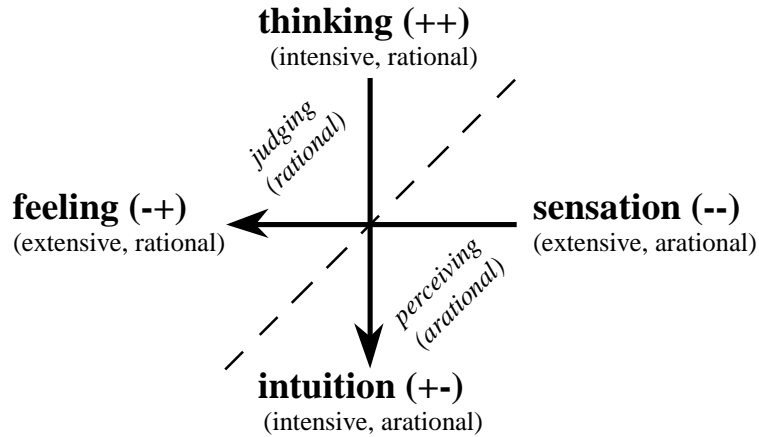 thinking (++)
(intensive, rational)
judging
(rational)
feeling (-+)
(extensive, rational)
sensation (--)
(extensive, arational)
perceiving
(arational)
intuition (+-)
(intensive, arational)